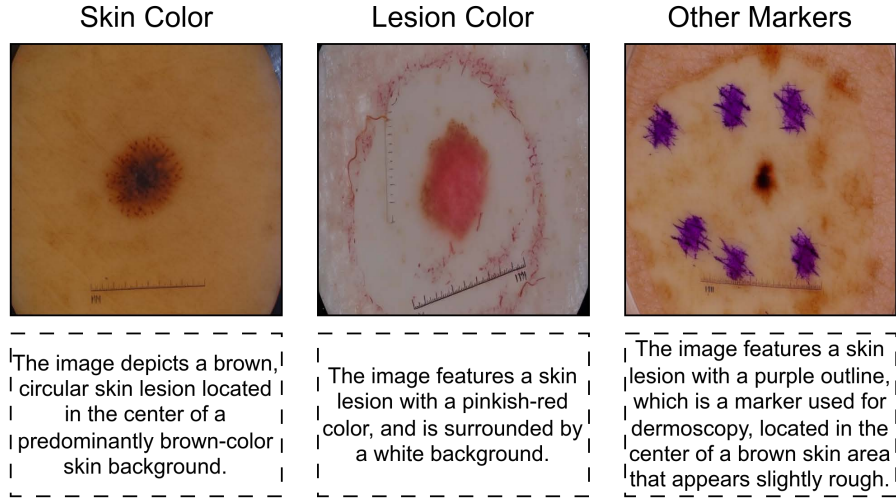 Skin Color
Lesion Color
Other Markers
The image depicts a brown,
circular skin lesion located
in the center of a
predominantly brown-color
skin background.
The image features a skin
lesion with a pinkish-red
color, and is surrounded by
a white background.
The image features a skin
lesion with a purple outline,
which is a marker used for
dermoscopy, located in the
center of a brown skin area
that appears slightly rough.